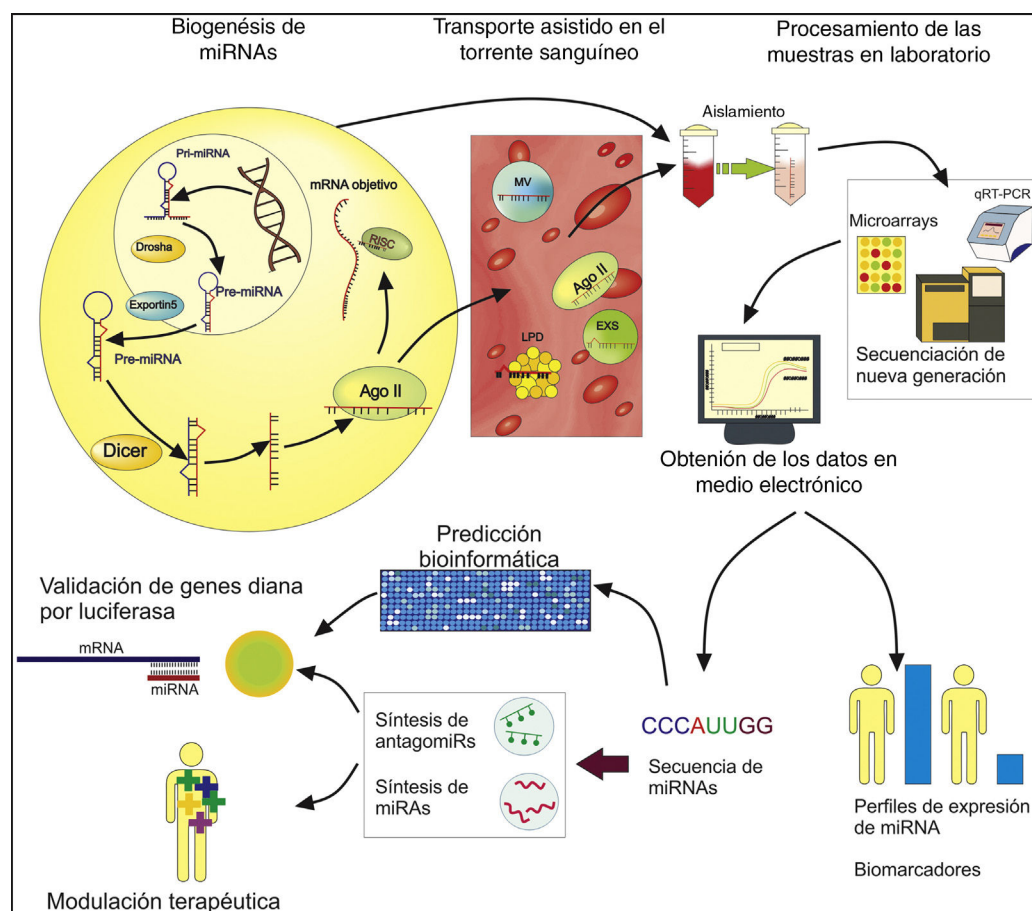 Biogenésis de
miRNAs
Transporte asistido en el
torrente sanguíneo
Procesamiento de las
muestras en laboratorio
Aislamiento
Pri-miRNA
mRNA objetivo
RISC
Drosha
Exportin5
Pre-miRNA
Pre-miRNA
Dicer
Ago II
MV
Ago II
EXS
LPD
qRT-PCR
Microarrays
Secuenciación de
nueva generación
Obtención de los datos en
medio electrónico
Predicción
bioinformática
Validación de genes diana
por luciferasa
mRNA
miRNA
Síntesis de
antagomiRs
Síntesis de
miRAs
CCCAUUGG
Secuencia de
miRNAs
Perfiles de expresión
de miRNA
Biomarcadores
Modulación terapéutica